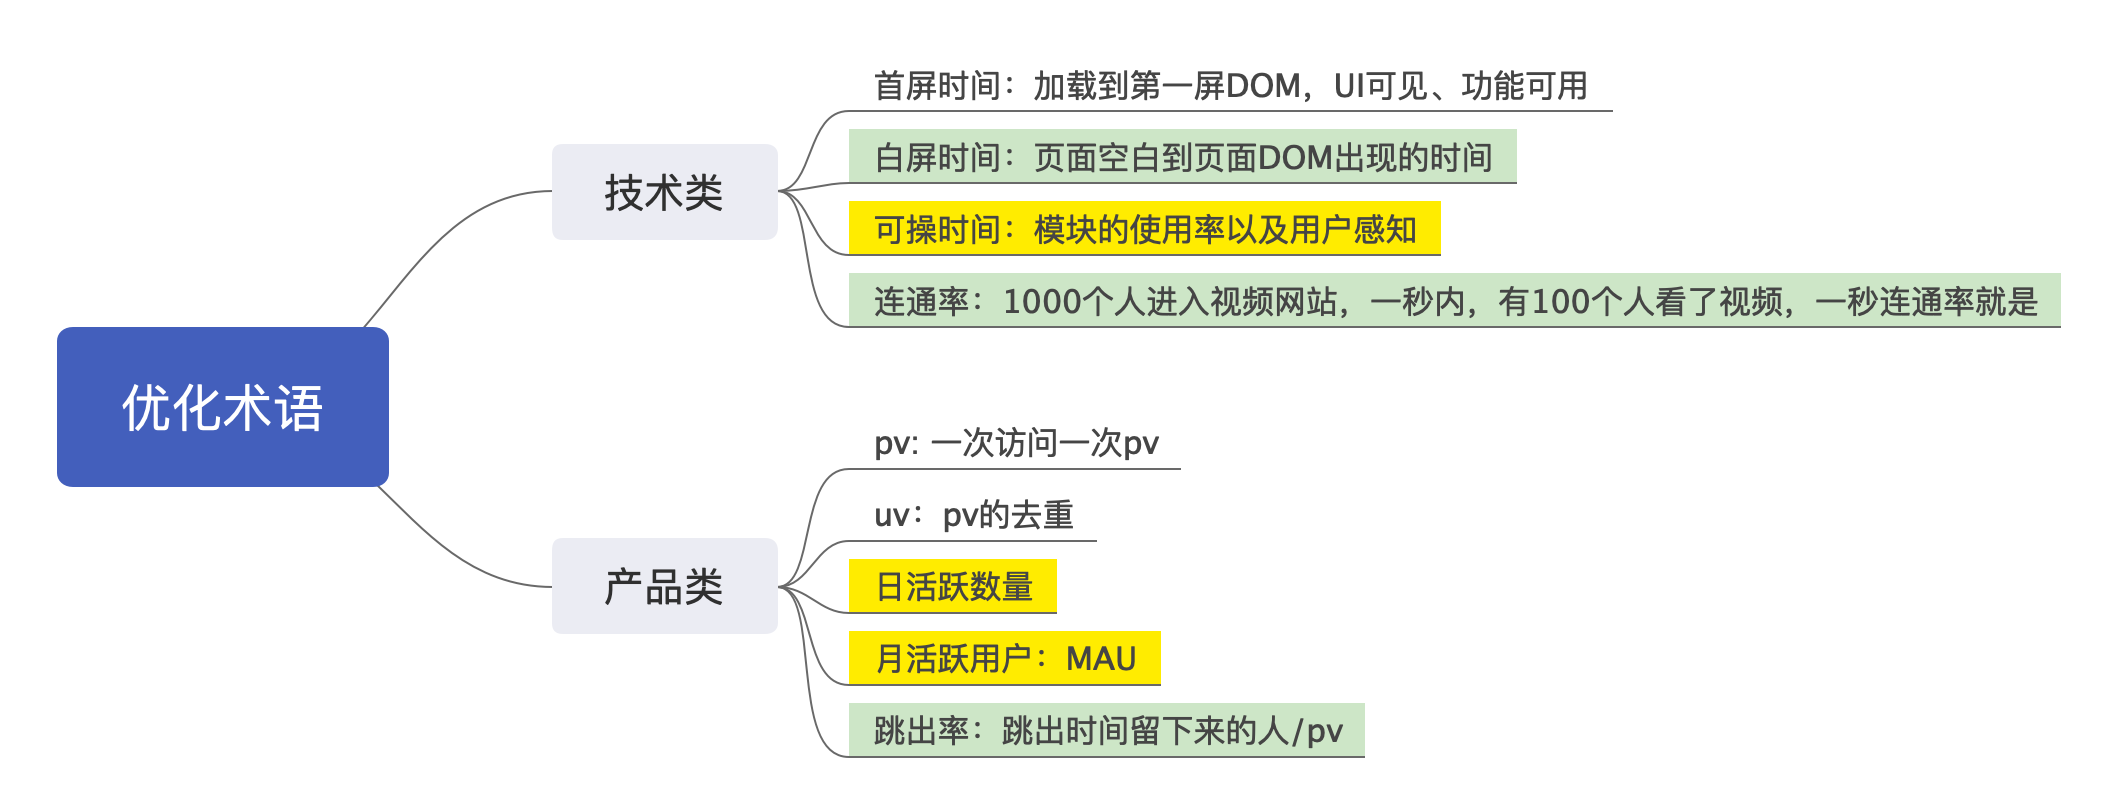 优化术语
技术类
首屏时间：加载到第一屏DOM，UI可见、功能可用
白屏时间：页面空白到页面DOM出现的时间
可操时间：模块的使用率以及用户感知
连通率：1000个人进入视频网站，一秒内，有100个人看了视频，一秒连通率就是
产品类
pv: 一次访问一次pv
uv：pv的去重
日活跃数量
月活跃用户：MAU
跳出率：跳出时间留下来的人/pv